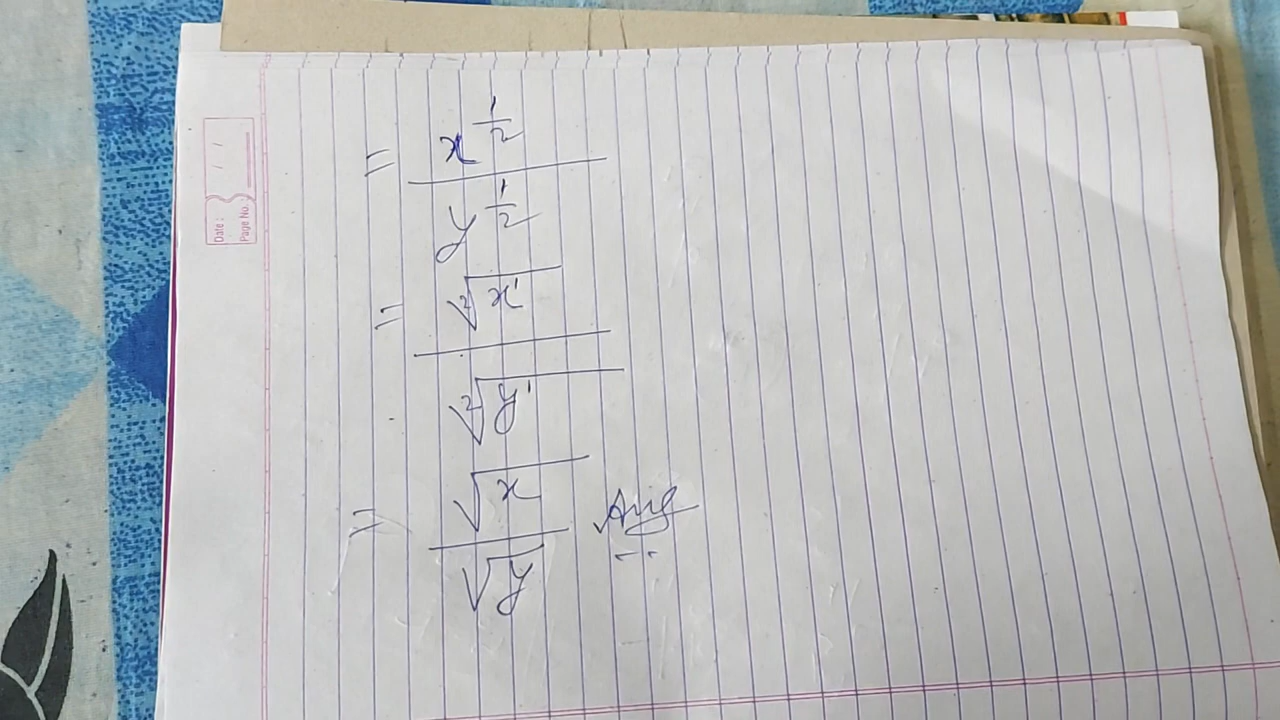 Date :
Page No.
= x^(1/2) / y^(1/2)
= ²√x¹ / ²√y¹
= √x / √y Ans